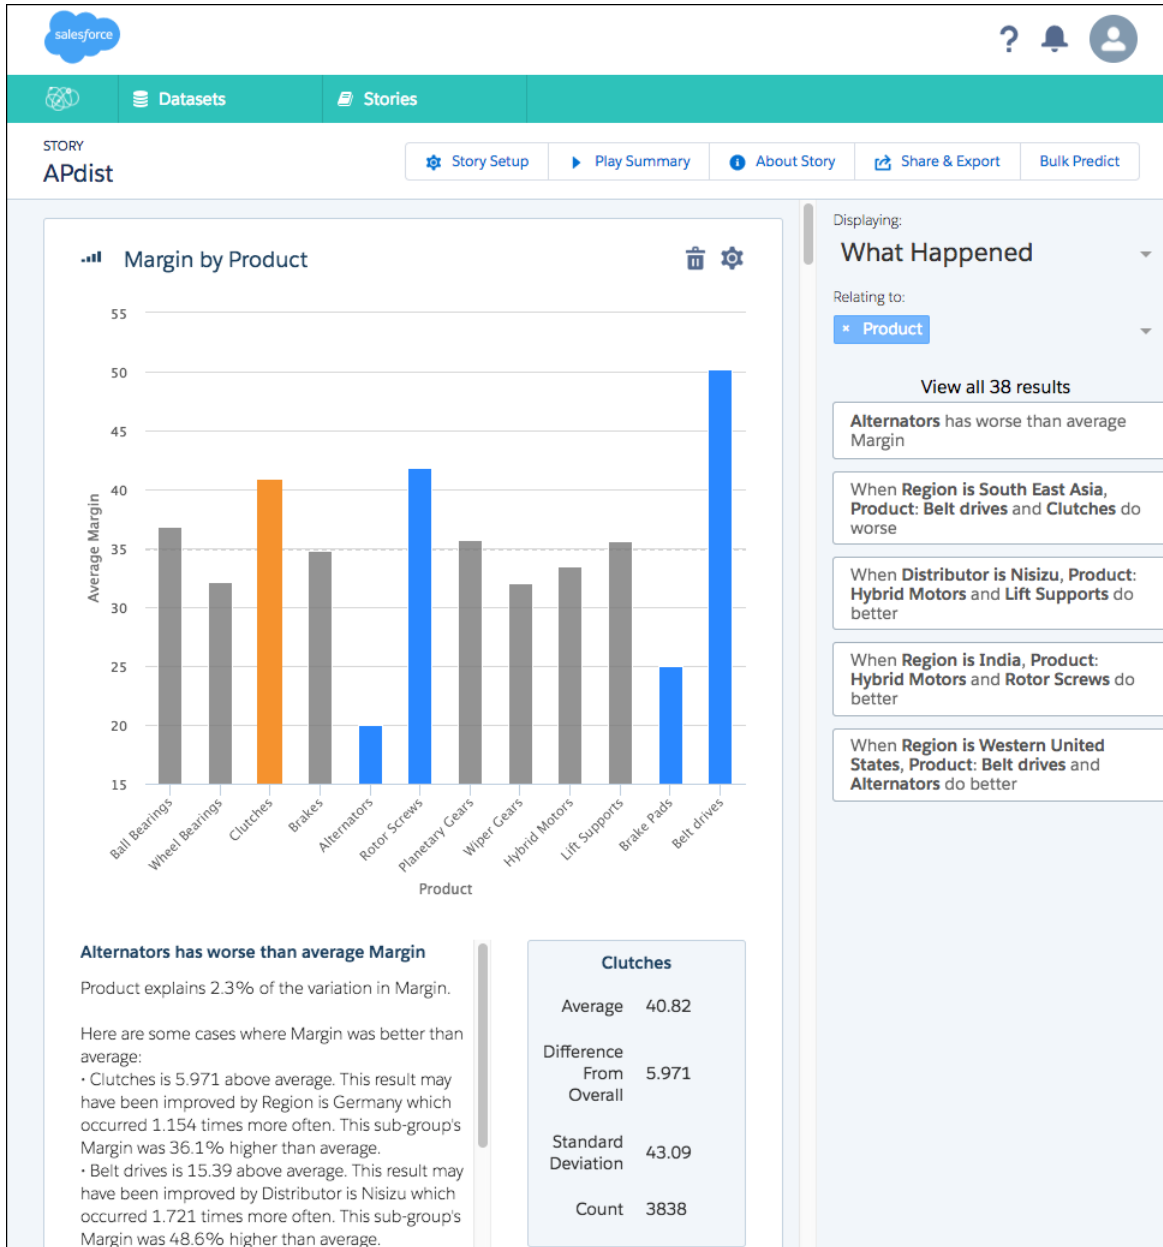 salesforce
?
Datasets
Stories
STORY
APdist
Story Setup
Play Summary
About Story
Share & Export
Bulk Predict
Margin by Product
55
50
45
40
35
30
25
20
15
Average Margin
Ball Bearings
Wheel Bearings
Clutches
Brakes
Alternators
Rotor Screws
Planetary Gears
Wiper Gears
Hybrid Motors
Lift Supports
Brake Pads
Belt drives
Product
Alternators has worse than average Margin
Product explains 2.3% of the variation in Margin.
Here are some cases where Margin was better than
average:
• Clutches is 5.971 above average. This result may
have been improved by Region is Germany which
occurred 1.154 times more often. This sub-group's
Margin was 36.1% higher than average.
• Belt drives is 15.39 above average. This result may
have been improved by Distributor is Nisizu which
occurred 1.721 times more often. This sub-group's
Margin was 48.6% higher than average.
Clutches
Average 40.82
Difference
From 5.971
Overall
Standard
Deviation 43.09
Count 3838
Displaying:
What Happened
Relating to:
× Product
View all 38 results
Alternators has worse than average
Margin
When Region is South East Asia,
Product: Belt drives and Clutches do
worse
When Distributor is Nisizu, Product:
Hybrid Motors and Lift Supports do
better
When Region is India, Product:
Hybrid Motors and Rotor Screws do
better
When Region is Western United
States, Product: Belt drives and
Alternators do better